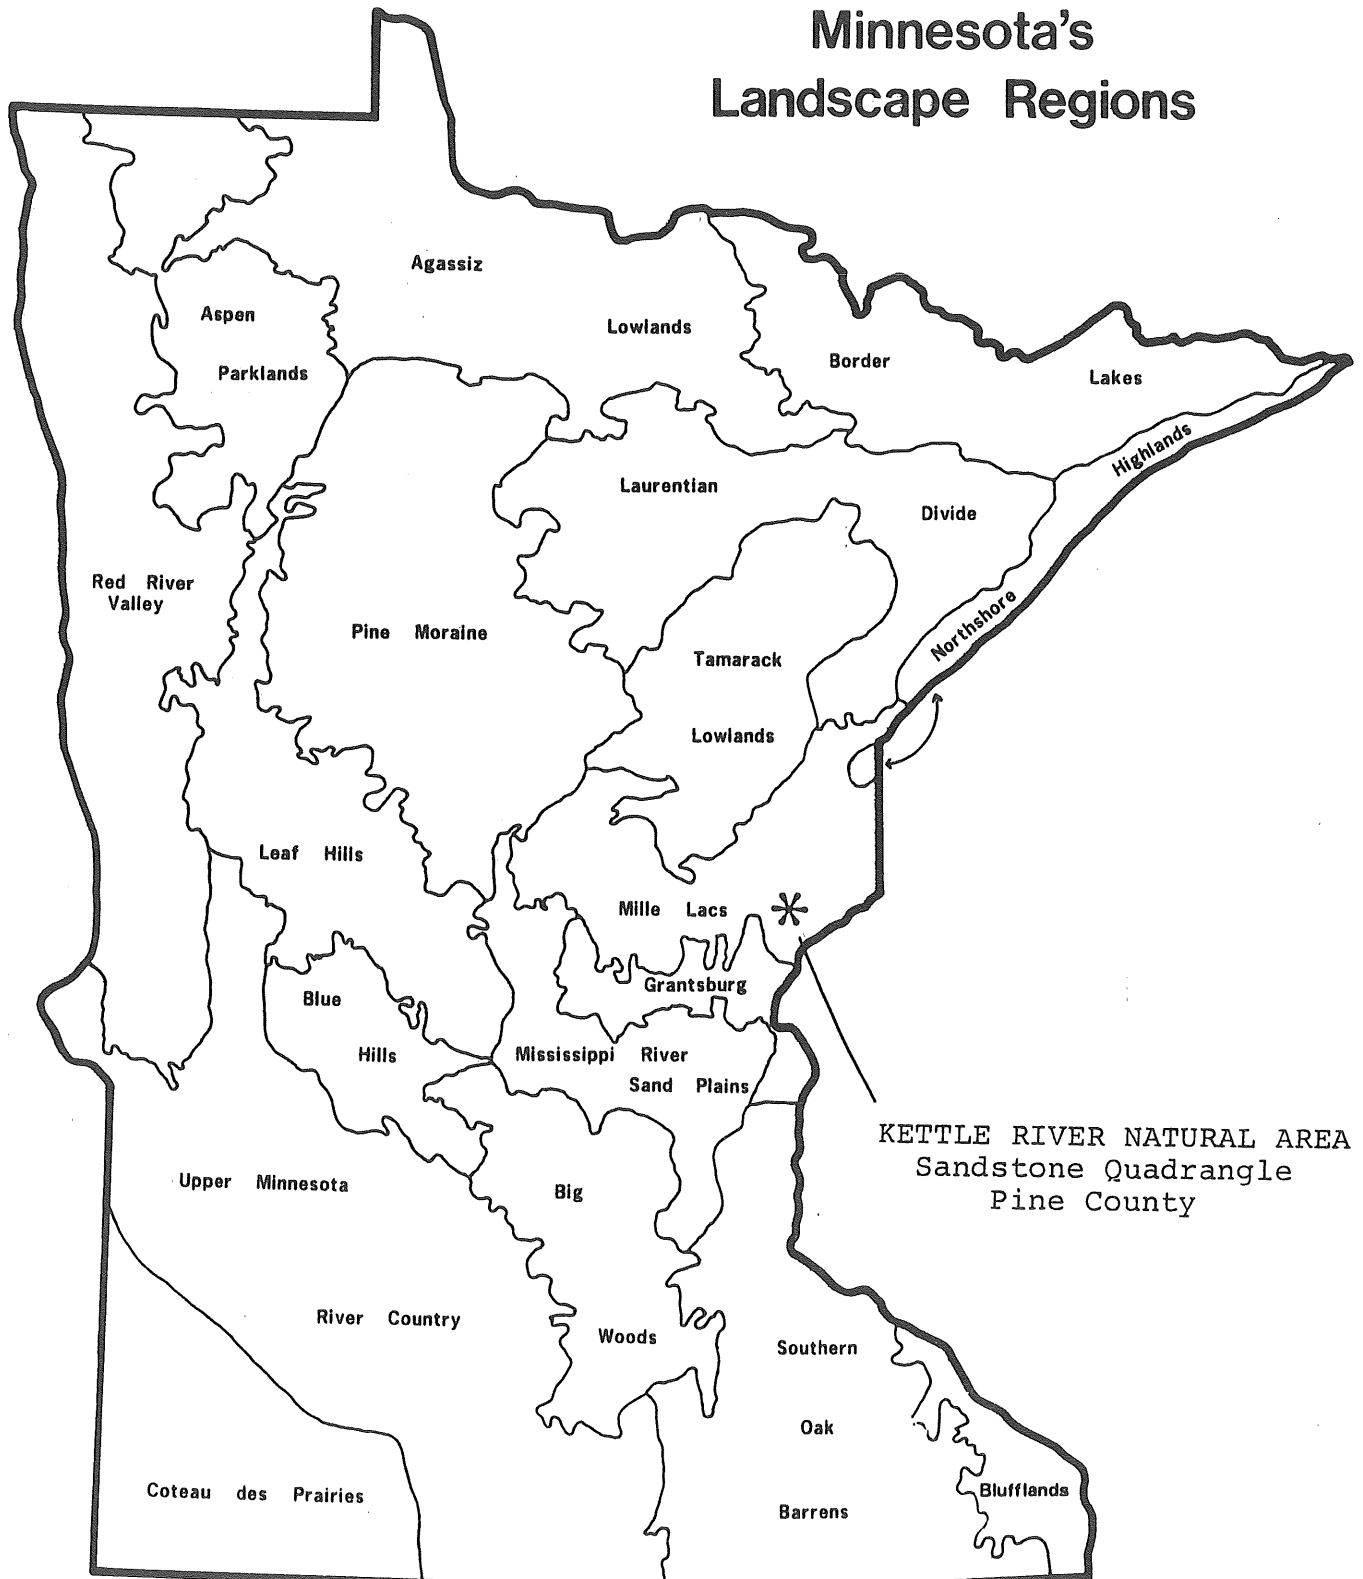 Minnesota's
Landscape Regions
Agassiz
Lowlands
Aspen
Parklands
Border
Lakes
Highlands
Laurentian
Divide
Red River
Valley
Pine Moraine
Northshore
Tamarack
Lowlands
Leaf Hills
Mille Lacs
Grantsburg
Blue
Hills
Mississippi River
Sand Plains
KETTLE RIVER NATURAL AREA
Sandstone Quadrangle
Pine County
Upper Minnesota
Big
River Country
Woods
Southern
Oak
Barrens
Coteau des Prairies
Blufflands